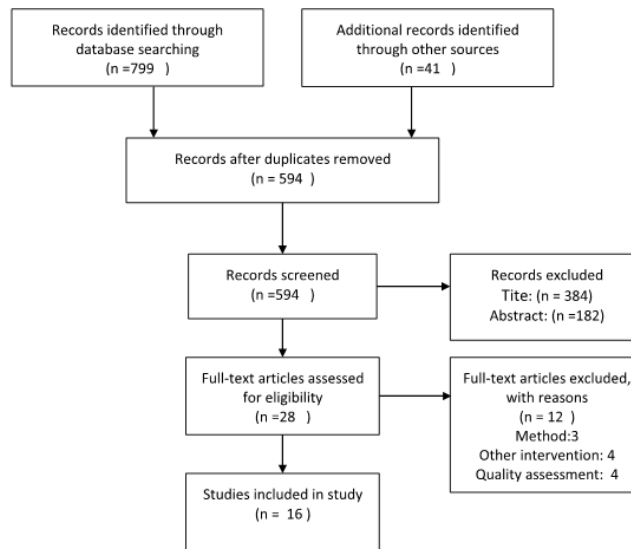 Records identified through
database searching
(n =799 )
Additional records identified
through other sources
(n =41 )
Records after duplicates removed
(n = 594 )
Records screened
(n =594 )
Records excluded
Tite: (n = 384)
Abstract: (n =182)
Full-text articles assessed
for eligibility
(n =28 )
Full-text articles excluded,
with reasons
(n = 12 )
Method:3
Other intervention: 4
Quality assessment: 4
Studies included in study
(n = 16 )